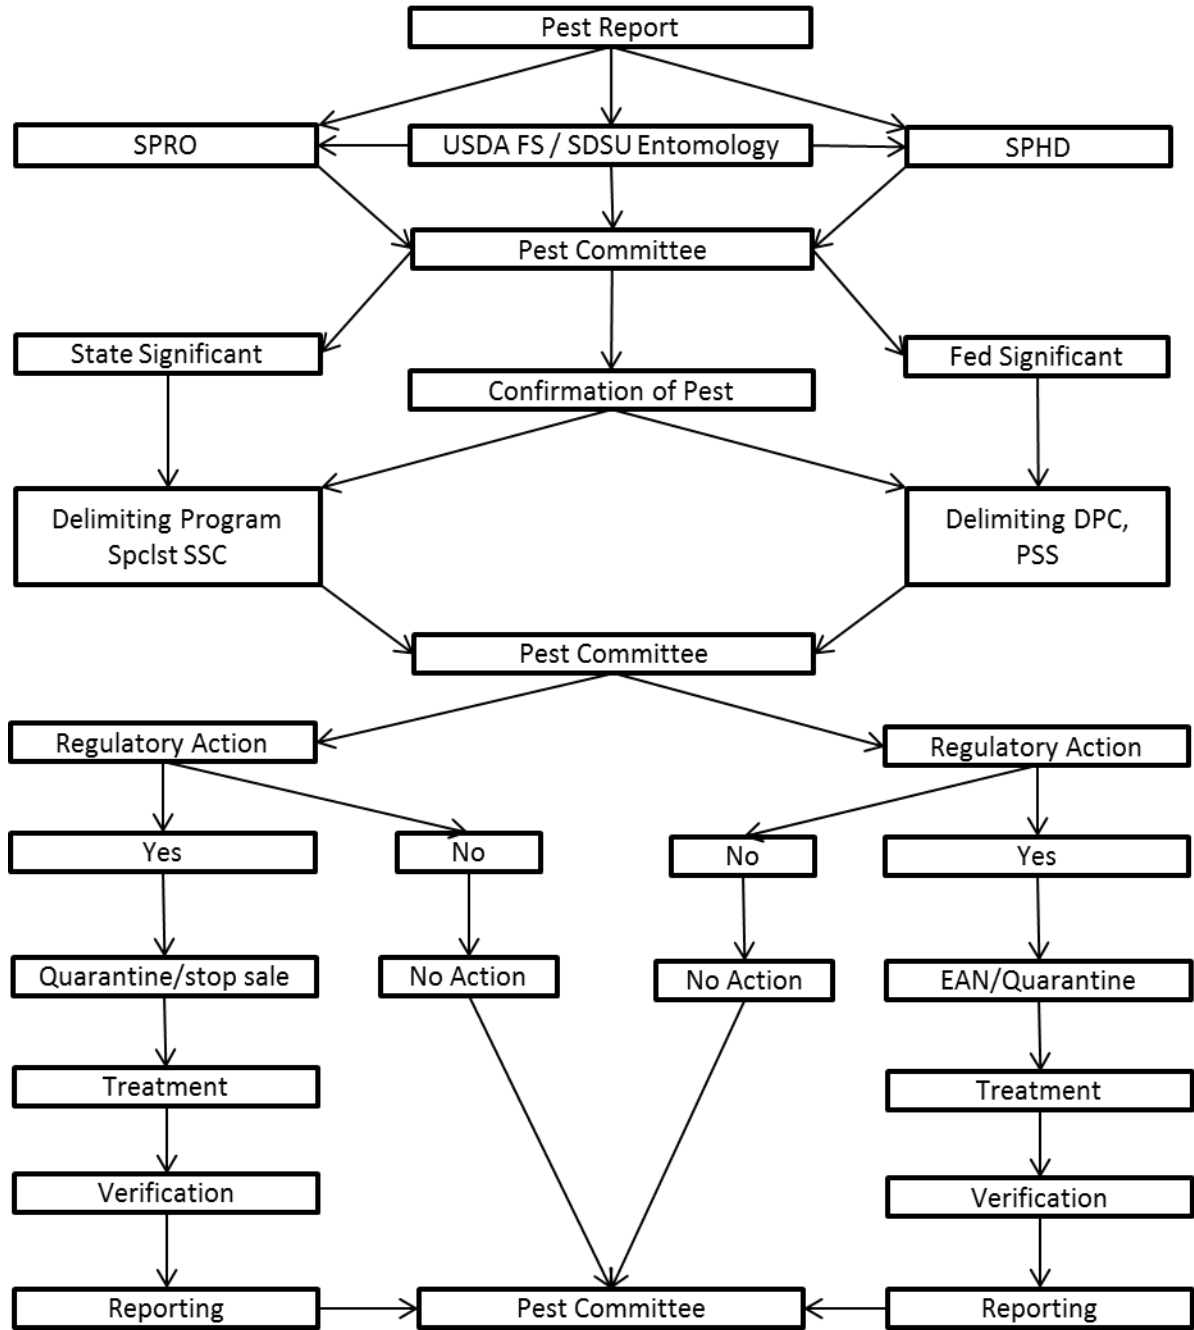 Pest Report
SPRO
USDA FS / SDSU Entomology
SPHD
Pest Committee
State Significant
Fed Significant
Confirmation of Pest
Delimiting Program
Spclst SSC
Delimiting DPC,
PSS
Pest Committee
Regulatory Action
Regulatory Action
Yes
No
No
Yes
Quarantine/stop sale
No Action
No Action
EAN/Quarantine
Treatment
Treatment
Verification
Verification
Reporting
Pest Committee
Reporting